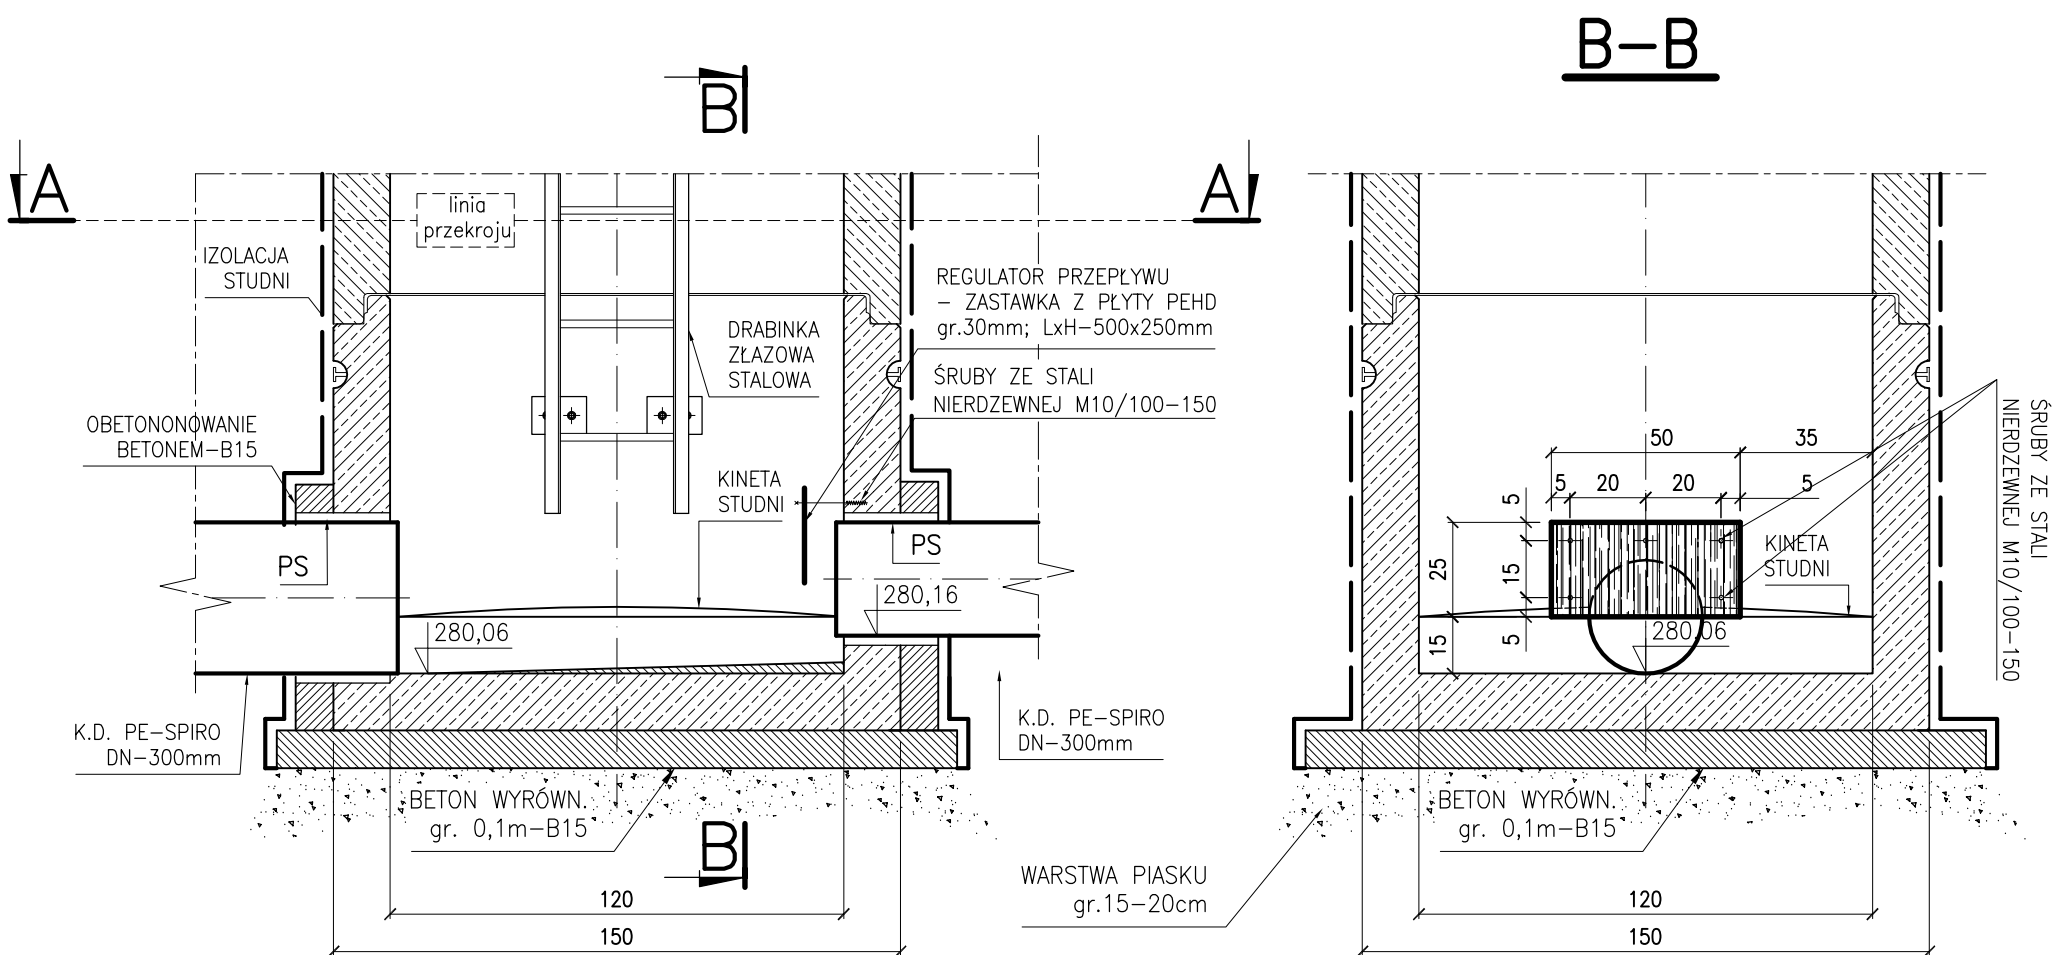 B-B
B
A
A
linia
przekroju
IZOLACJA
STUDNI
REGULATOR PRZEPŁYWU
- ZASTAWKA Z PŁYTY PEHD
gr.30mm; LxH-500x250mm
DRABINKA
ZŁAZOWA
STALOWA
ŚRUBY ZE STALI
NIERDZEWNEJ M10/100-150
OBETONONOWANIE
BETONEM-B15
KINETA
STUDNI
PS
PS
280,16
280,06
K.D. PE-SPIRO
DN-300mm
K.D. PE-SPIRO
DN-300mm
BETON WYRÓWN.
gr. 0,1m-B15
B
120
150
50
35
5
20
20
5
5
15
5
25
15
KINETA
STUDNI
280,06
ŚRUBY ZE STALI
NIERDZEWNEJ M10/100-150
BETON WYRÓWN.
gr. 0,1m-B15
WARSTWA PIASKU
gr.15-20cm
120
150